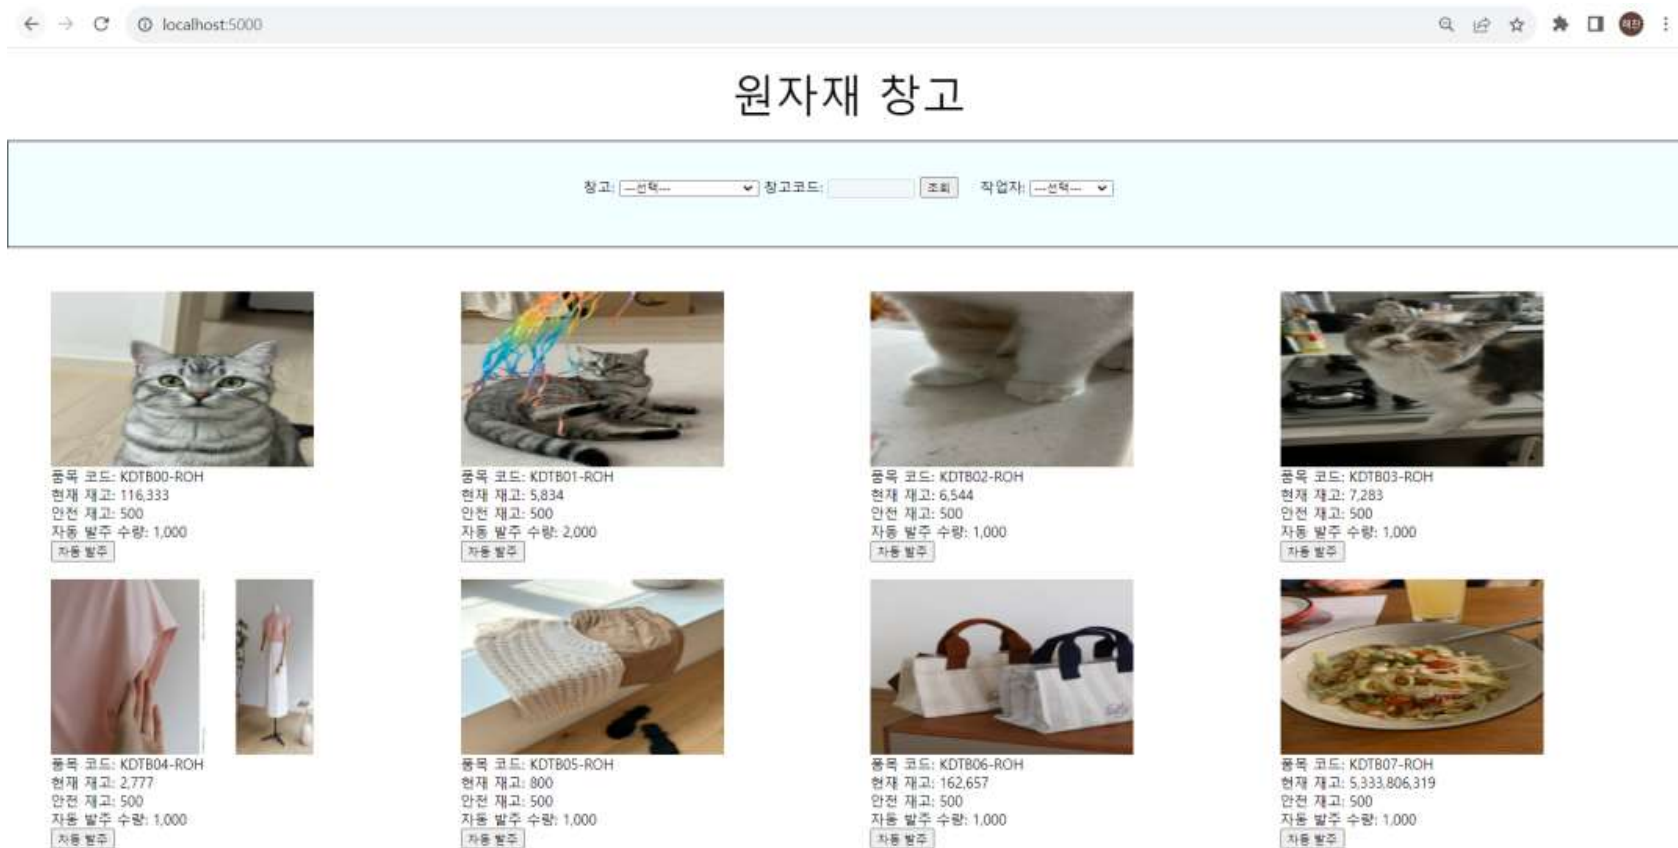 localhost:5000
해진
원자재 창고
창고: ---선택--- 창고코드: 조회 작업자: ---선택---
품목 코드: KDTB00-ROH
현재 재고: 116,333
안전 재고: 500
자동 발주 수량: 1,000
자동 발주
품목 코드: KDTB01-ROH
현재 재고: 5,834
안전 재고: 500
자동 발주 수량: 2,000
자동 발주
품목 코드: KDTB02-ROH
현재 재고: 6,544
안전 재고: 500
자동 발주 수량: 1,000
자동 발주
품목 코드: KDTB03-ROH
현재 재고: 7,283
안전 재고: 500
자동 발주 수량: 1,000
자동 발주
품목 코드: KDTB04-ROH
현재 재고: 2,777
안전 재고: 500
자동 발주 수량: 1,000
자동 발주
품목 코드: KDTB05-ROH
현재 재고: 800
안전 재고: 500
자동 발주 수량: 1,000
자동 발주
품목 코드: KDTB06-ROH
현재 재고: 162,657
안전 재고: 500
자동 발주 수량: 1,000
자동 발주
품목 코드: KDTB07-ROH
현재 재고: 5,333,806,319
안전 재고: 500
자동 발주 수량: 1,000
자동 발주